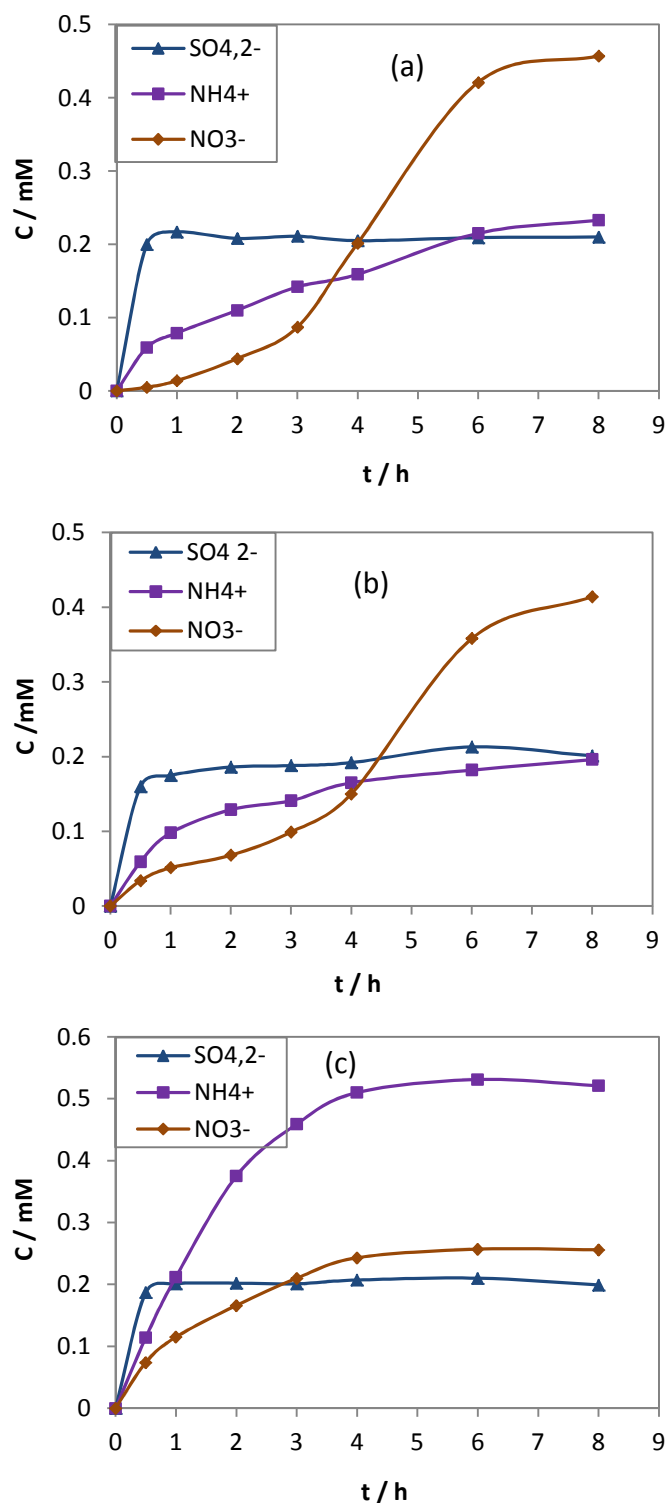 0.5
0.4
0.3
0.2
0.1
0
C / mM
SO4,2-
NH4+
NO3-
(a)
0 1 2 3 4 5 6 7 8 9
t / h
0.5
0.4
0.3
0.2
0.1
0
C /mM
SO4 2-
NH4+
NO3-
(b)
0 1 2 3 4 5 6 7 8 9
t / h
0.6
0.5
0.4
0.3
0.2
0.1
0
C / mM
SO4,2-
NH4+
NO3-
(c)
0 1 2 3 4 5 6 7 8 9
t / h